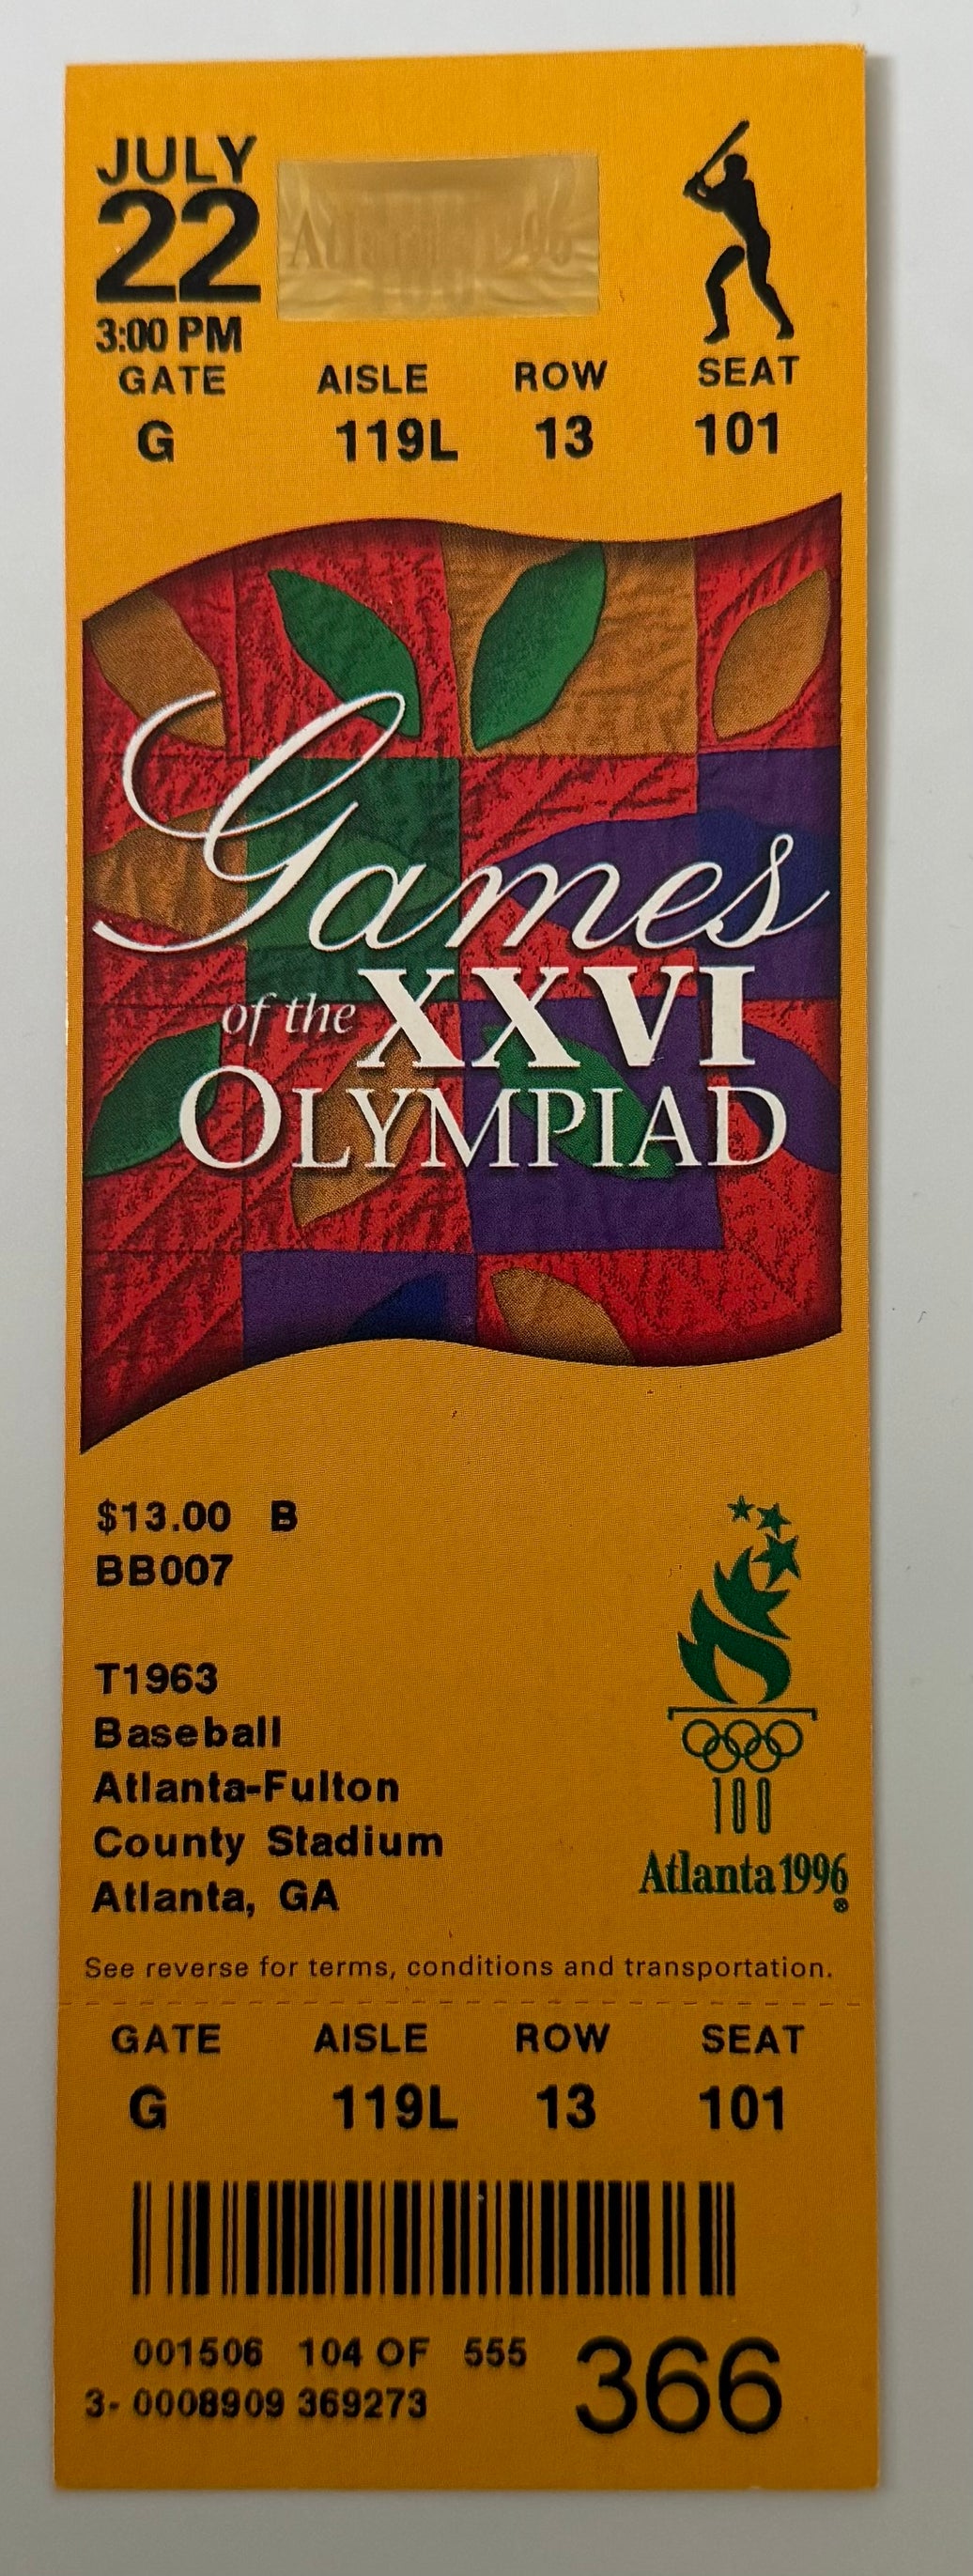 JULY
22
3:00 PM
Atlanta 1996
GATE AISLE ROW SEAT
G 119L 13 101
Games
of the XXVI
OLYMPIAD
$13.00 B
BB007
T1963
Baseball
Atlanta-Fulton
County Stadium
Atlanta, GA
100
Atlanta 1996
®
See reverse for terms, conditions and transportation.
GATE AISLE ROW SEAT
G 119L 13 101
001506 104 OF 555
3- 0008909 369273
366